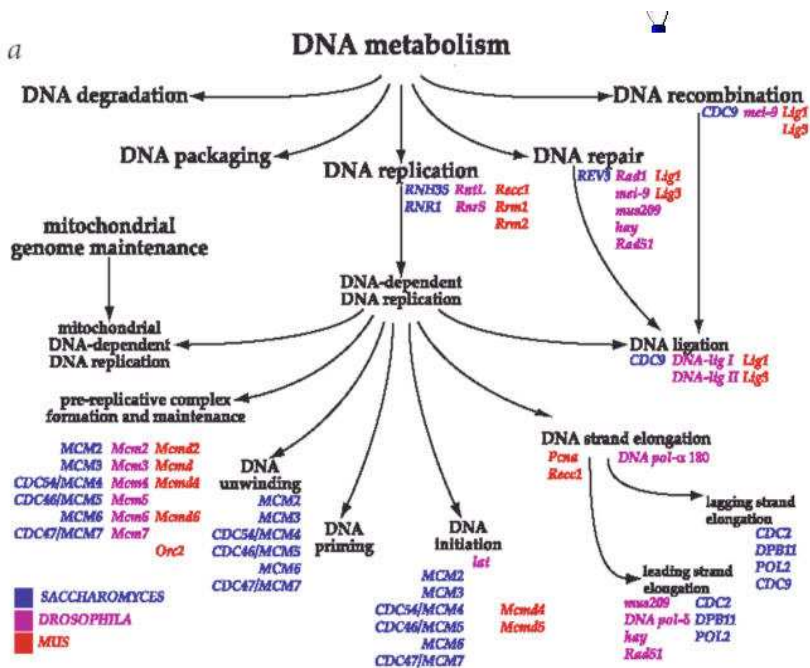 a
DNA metabolism
DNA degradation
DNA recombination
CDC9 mei-9 Lig1
Lig3
DNA packaging
DNA replication
RNH35 RntL Recc1
RNR1 RnrS Rrm1
Rrm2
DNA repair
REV3 Rad1 Lig1
mei-9 Lig3
mus209
hay
Rad51
mitochondrial
genome maintenance
DNA-dependent
DNA replication
mitochondrial
DNA-dependent
DNA replication
DNA ligation
CDC9 DNA-lig I Lig1
DNA-lig II Lig3
pre-replicative complex
formation and maintenance
MCM2 Mcm2 Mcmd2
MCM3 Mcm3 Mcmd
CDC54/MCM4 Mcm4 Mcmd4
CDC46/MCM5 Mcm5
MCM6 Mcm6 Mcmd6
CDC47/MCM7 Mcm7
Orc2
DNA
unwinding
MCM2
MCM3
CDC54/MCM4
CDC46/MCM5
MCM6
CDC47/MCM7
DNA
priming
DNA
initiation
lat
MCM2
MCM3
CDC54/MCM4 Mcmd4
CDC46/MCM5 Mcmd5
MCM6
CDC47/MCM7
DNA strand elongation
Pcna DNA pol-α 180
Recc1
lagging strand
elongation
CDC2
DPB11
POL2
CDC9
leading strand
elongation
mus209 CDC2
DNA pol-δ DPB11
hay POL2
Rad51
SACCHAROMYCES
DROSOPHILA
MUS